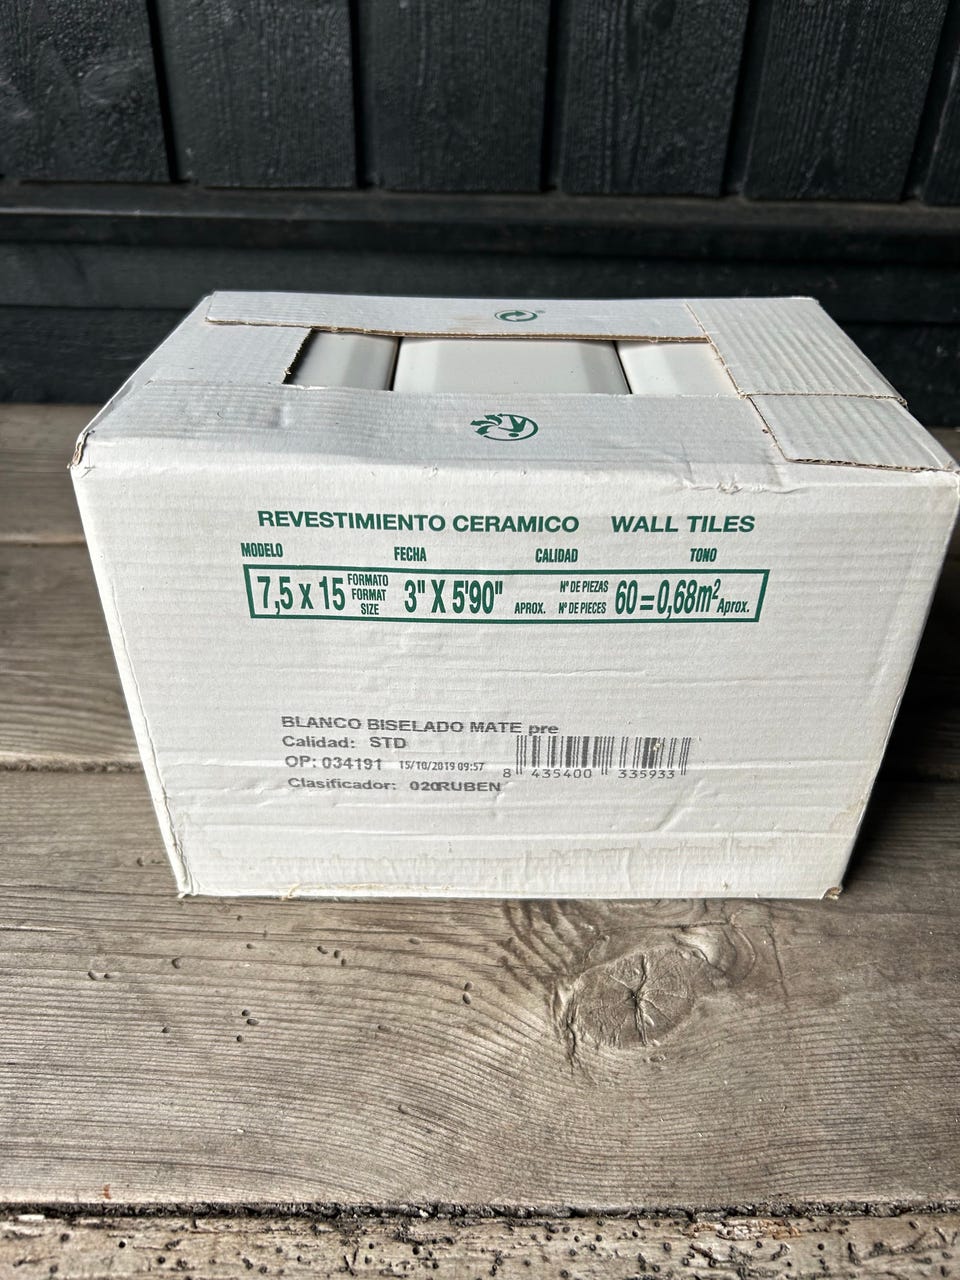 ®
REVESTIMIENTO CERAMICO WALL TILES
MODELO FECHA CALIDAD TONO
7,5 x 15 FORMATO FORMAT SIZE 3" X 5'90" APROX. Nº DE PIEZAS Nº DE PIECES 60=0,68m² Aprox.
BLANCO BISELADO MATE pre
Calidad: STD
OP: 034191 15/10/2019 09:57
8 435400 335933
Clasificador: 020RUBEN